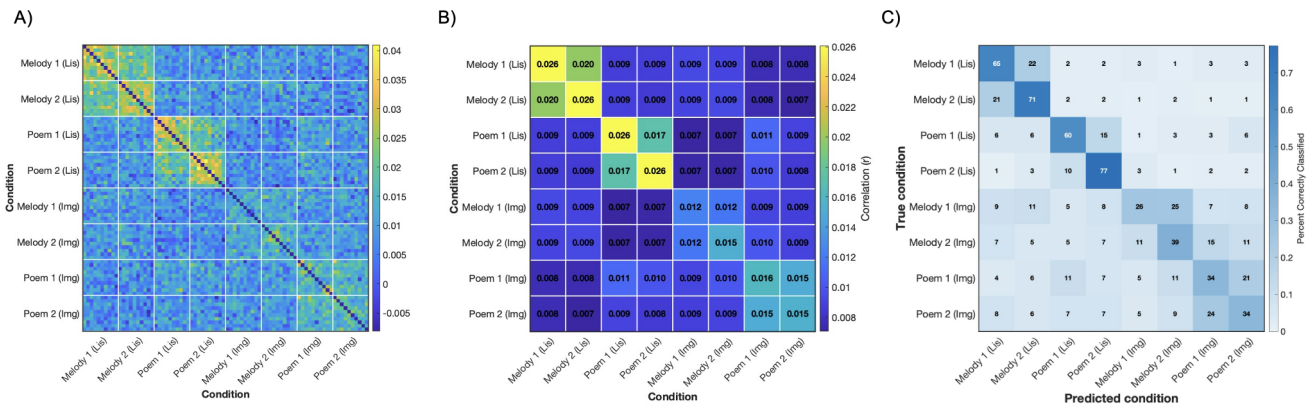 A)
Melody 1 (Lis)
Melody 2 (Lis)
Poem 1 (Lis)
Poem 2 (Lis)
Melody 1 (Img)
Melody 2 (Img)
Poem 1 (Img)
Poem 2 (Img)
Condition
Melody 1 (Lis)
Melody 2 (Lis)
Poem 1 (Lis)
Poem 2 (Lis)
Melody 1 (Img)
Melody 2 (Img)
Poem 1 (Img)
Poem 2 (Img)
Condition
0.04
0.035
0.03
0.025
0.02
0.015
0.01
0.005
0
-0.005
B)
Condition
Melody 1 (Lis) 0.026 0.020 0.009 0.009 0.009 0.009 0.008 0.008
Melody 2 (Lis) 0.020 0.026 0.009 0.009 0.009 0.009 0.008 0.007
Poem 1 (Lis) 0.009 0.009 0.026 0.017 0.007 0.007 0.011 0.009
Poem 2 (Lis) 0.009 0.009 0.017 0.026 0.007 0.007 0.010 0.008
Melody 1 (Img) 0.009 0.009 0.007 0.007 0.012 0.012 0.009 0.009
Melody 2 (Img) 0.009 0.009 0.007 0.007 0.012 0.015 0.010 0.009
Poem 1 (Img) 0.008 0.008 0.011 0.010 0.009 0.010 0.016 0.015
Poem 2 (Img) 0.008 0.007 0.009 0.008 0.009 0.009 0.015 0.015
Melody 1 (Lis)
Melody 2 (Lis)
Poem 1 (Lis)
Poem 2 (Lis)
Melody 1 (Img)
Melody 2 (Img)
Poem 1 (Img)
Poem 2 (Img)
Condition
0.026
0.024
0.022
0.020
0.018
0.016
0.014
0.012
0.010
0.008
Correlation (r)
C)
True condition
Melody 1 (Lis) 65 22 2 2 3 1 3 3
Melody 2 (Lis) 21 71 2 2 1 2 1 1
Poem 1 (Lis) 6 6 60 15 1 3 3 6
Poem 2 (Lis) 1 3 10 77 3 1 2 2
Melody 1 (Img) 9 11 5 8 26 25 7 8
Melody 2 (Img) 7 5 5 7 11 39 15 11
Poem 1 (Img) 4 6 11 7 5 11 34 21
Poem 2 (Img) 8 6 7 7 5 9 24 34
Melody 1 (Lis)
Melody 2 (Lis)
Poem 1 (Lis)
Poem 2 (Lis)
Melody 1 (Img)
Melody 2 (Img)
Poem 1 (Img)
Poem 2 (Img)
Predicted condition
0.7
0.6
0.5
0.4
0.3
0.2
0.1
0
Percent Correctly Classified